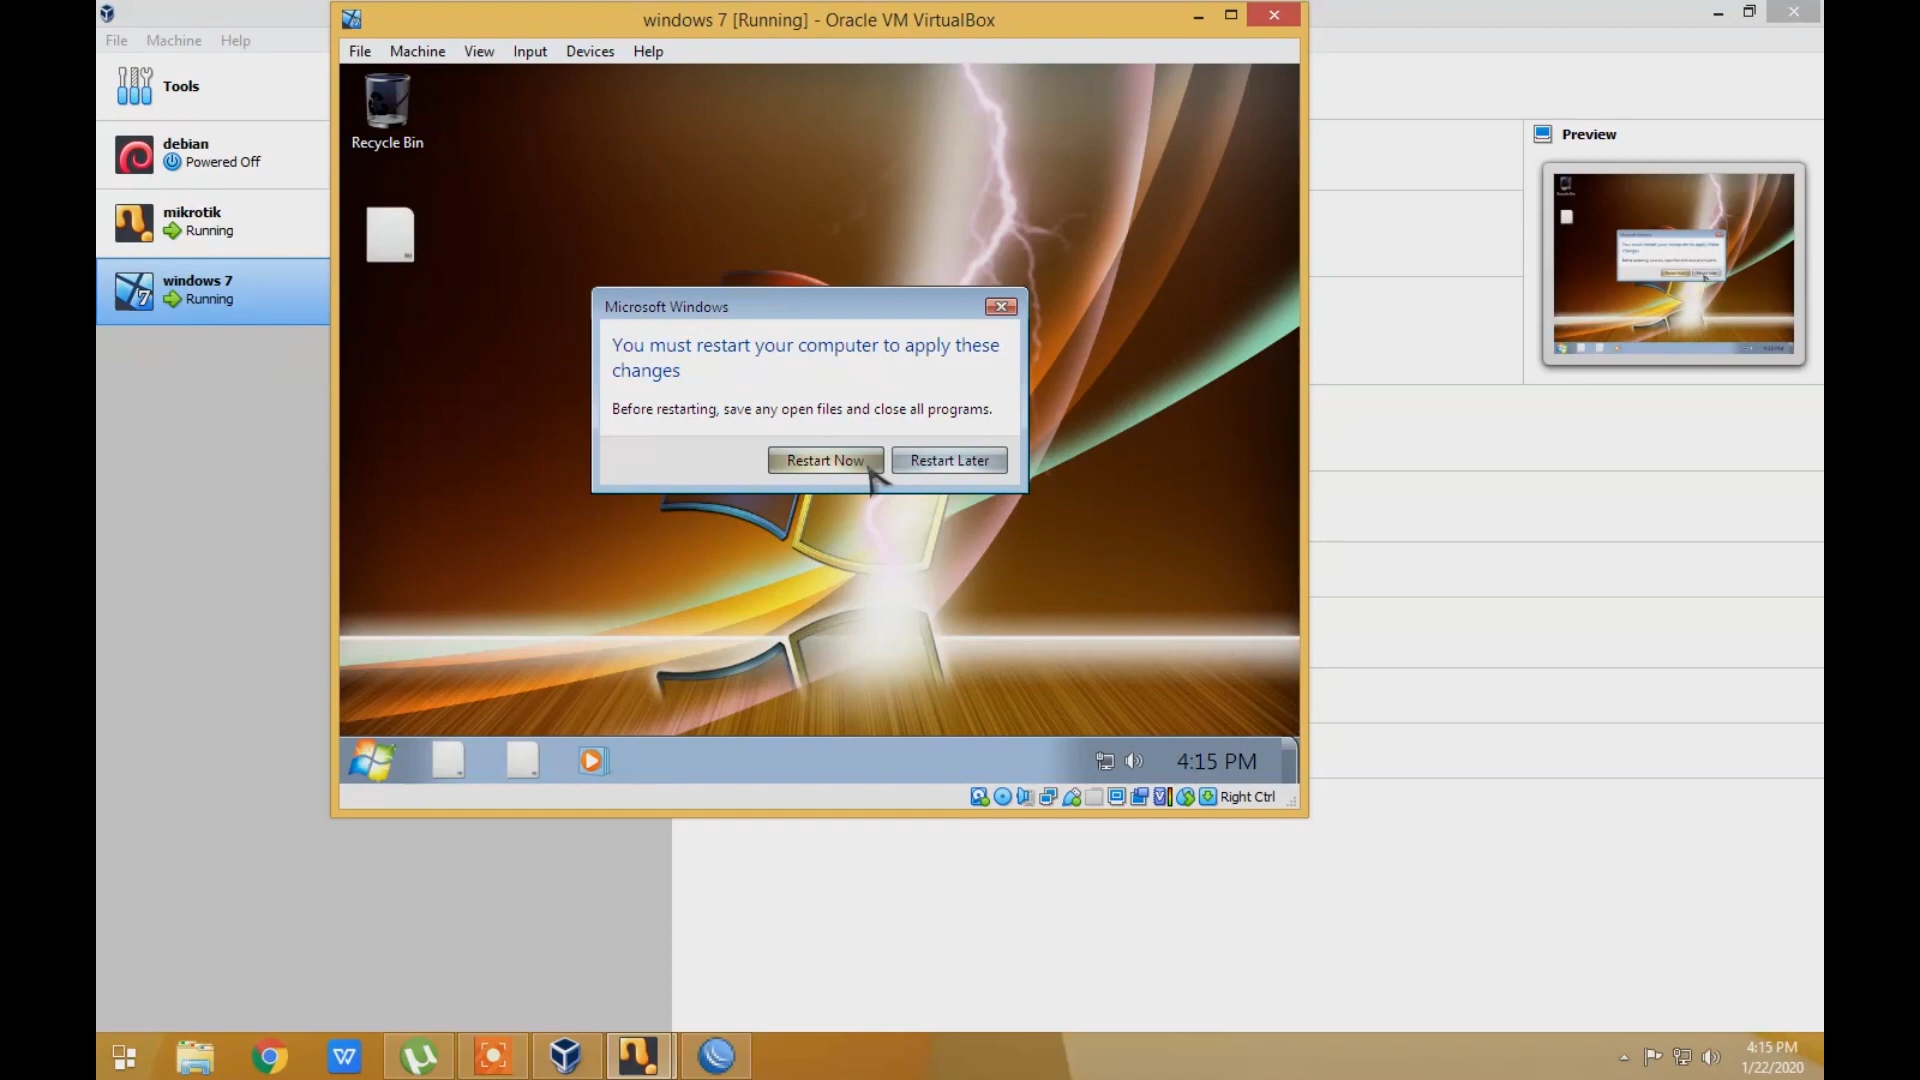 windows 7 [Running] - Oracle VM VirtualBox
File Machine Help
File Machine View Input Devices Help
Tools
debian
Powered Off
mikrotik
Running
windows 7
Running
Recycle Bin
Microsoft Windows
You must restart your computer to apply these
changes
Before restarting, save any open files and close all programs.
Restart Now
Restart Later
4:15 PM
Right Ctrl
Preview
4:15 PM
1/22/2020